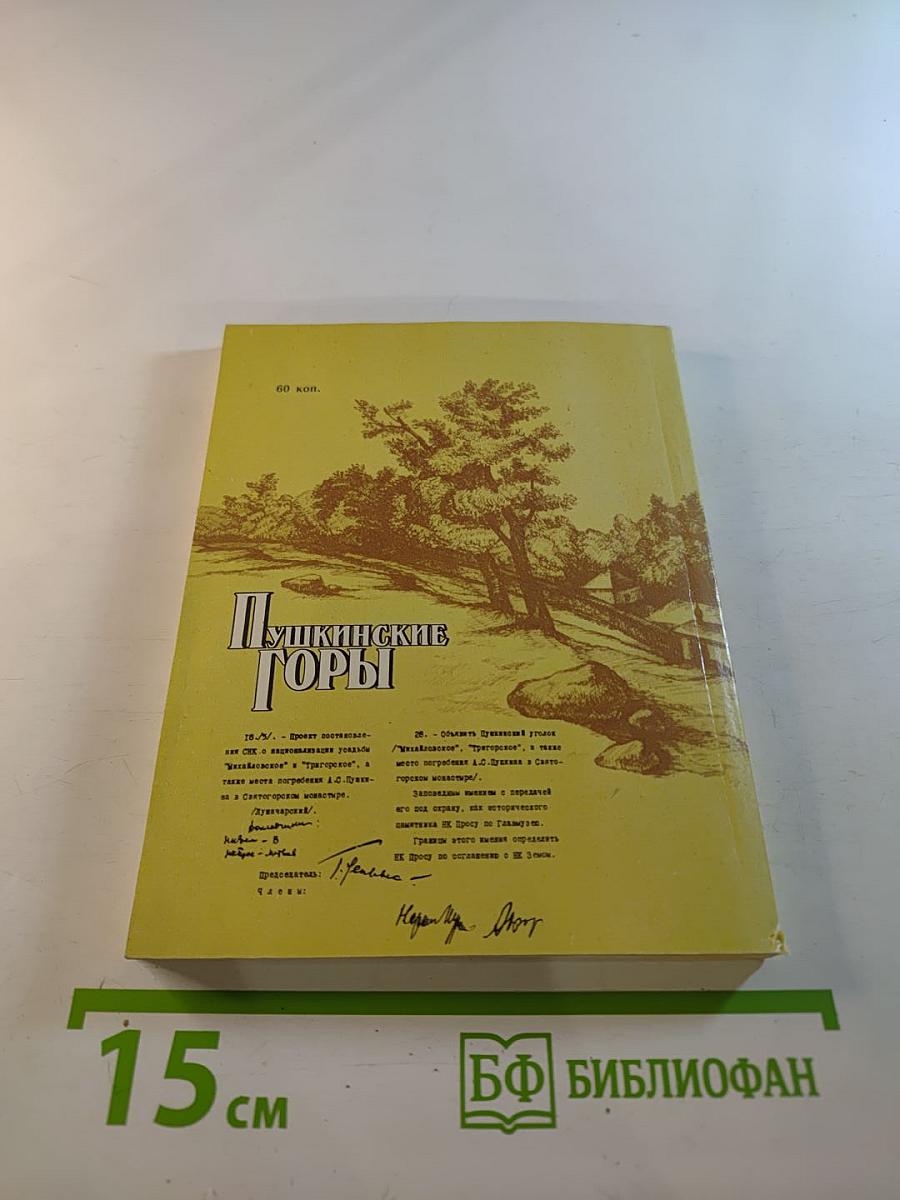 60 коп.
ПУШКИНСКИЕ
ГОРЫ
18./5/. - Проект постановле-
ния СНК.о национализации усадьбы
"Михайловское" и "Тригорское", а
также места погребения А.С.Пушки-
на в Святогорском монастыре.
/Луначарский/.
Председатель:
Члены:
28. - Объявить Пушкинский уголок
/"Михайловское", "Тригорское", а также
место погребения А.С.Пушкина в Свято-
горском монастыре/.
Заповедным имением с передачей
его под охрану, как исторического
памятника НК Просу по Главмузею.
Границы этого имения определить
НК Просу по соглашению с НК Земом.
15 см
БФ БИБЛИОФАН